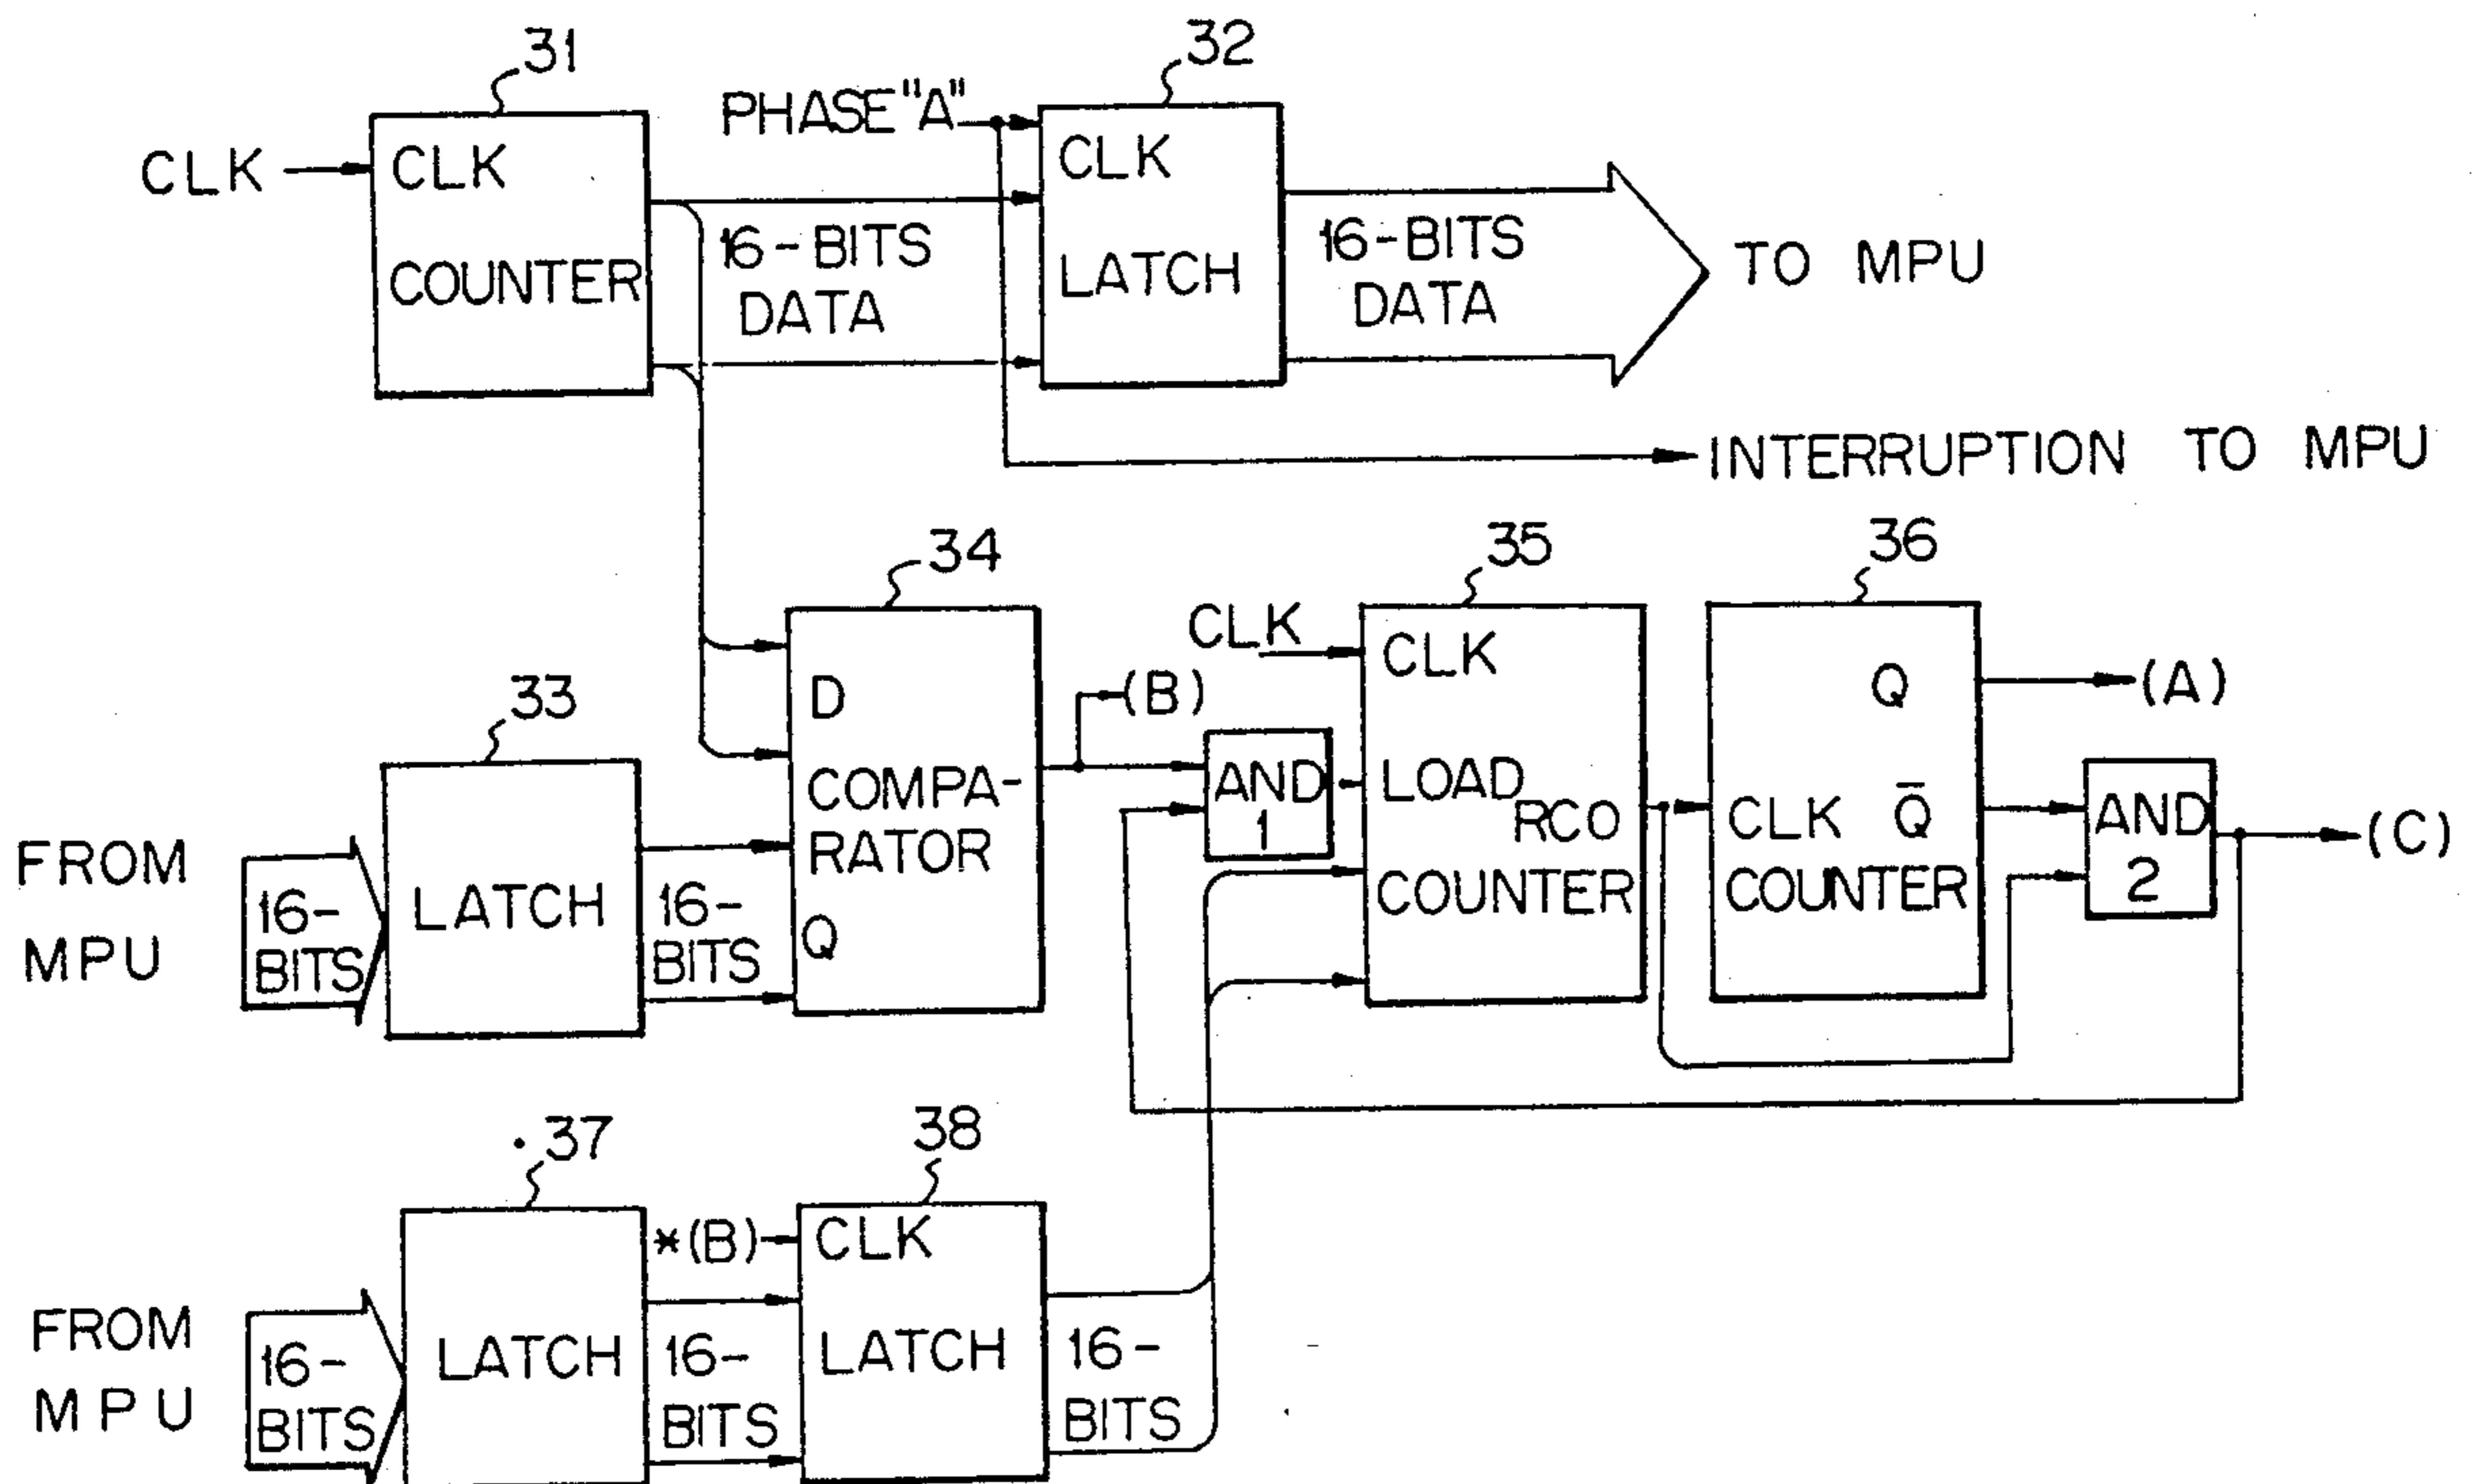 31
32
PHASE "A"
CLK
CLK
COUNTER
16-BITS
DATA
CLK
LATCH
16-BITS
DATA
TO MPU
INTERRUPTION TO MPU
34
35
36
33
D
COMPA-
RATOR
Q
(B)
CLK
CLK
LOAD
RCO
COUNTER
AND
1
Q
Q̄
CLK
COUNTER
(A)
AND
2
(C)
FROM
MPU
16-
BITS
LATCH
16-
BITS
37
38
*(B)
CLK
LATCH
FROM
MPU
16-
BITS
LATCH
16-
BITS
16-
BITS